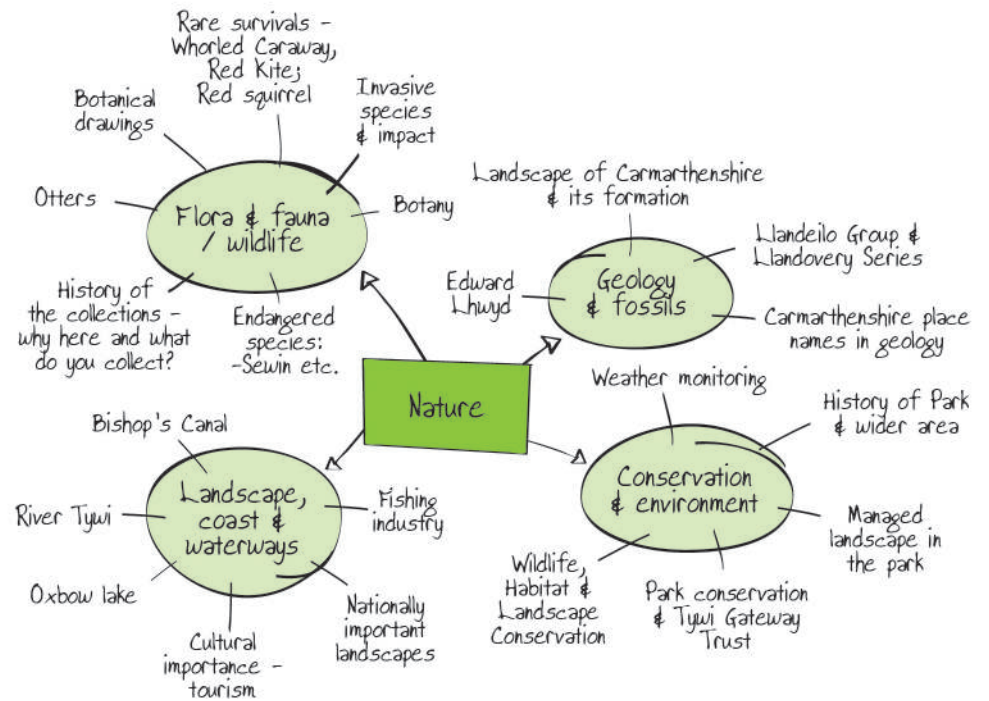 Nature
Flora & fauna
/ wildlife
Botanical
drawings
Rare survivals -
Whorled Caraway,
Red Kite;
Red squirrel
Invasive
species
& impact
Otters
Botany
History of
the collections -
why here and what
do you collect?
Endangered
species:
-Sewin etc.
Geology
& fossils
Landscape of Carmarthenshire
& its formation
Edward
Lhwyd
Llandeilo Group &
Llandovery Series
Carmarthenshire place
names in geology
Landscape,
coast &
waterways
Bishop's Canal
River Tywi
Oxbow lake
Cultural
importance -
tourism
Nationally
important
landscapes
Fishing
industry
Conservation
& environment
Weather monitoring
History of Park
& wider area
Managed
landscape in
the park
Park conservation
& Tywi Gateway
Trust
Wildlife,
Habitat &
Landscape
Conservation